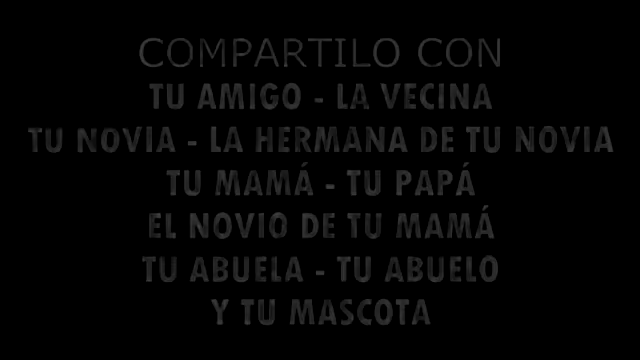 COMPARTILO CON
TU AMIGO - LA VECINA
TU NOVIA - LA HERMANA DE TU NOVIA
TU MAMÁ - TU PAPÁ
EL NOVIO DE TU MAMÁ
TU ABUELA - TU ABUELO
Y TU MASCOTA